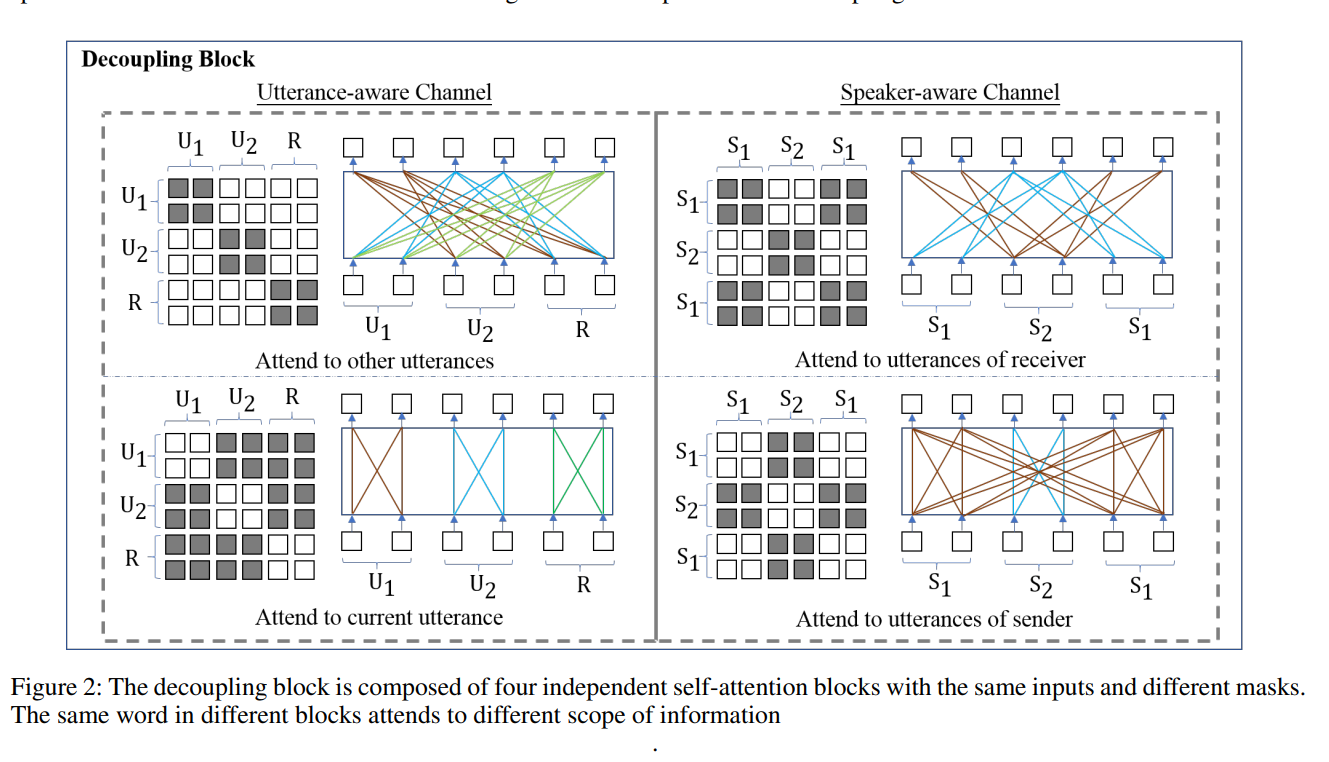 Decoupling Block
Utterance-aware Channel
U1 U2 R
U1
U2
R
U1 U2 R
Attend to other utterances
Speaker-aware Channel
S1 S2 S1
S1
S2
S1
S1 S2 S1
Attend to utterances of receiver
U1 U2 R
U1
U2
R
U1 U2 R
Attend to current utterance
S1 S2 S1
S1
S2
S1
S1 S2 S1
Attend to utterances of sender
Figure 2: The decoupling block is composed of four independent self-attention blocks with the same inputs and different masks.
The same word in different blocks attends to different scope of information
.